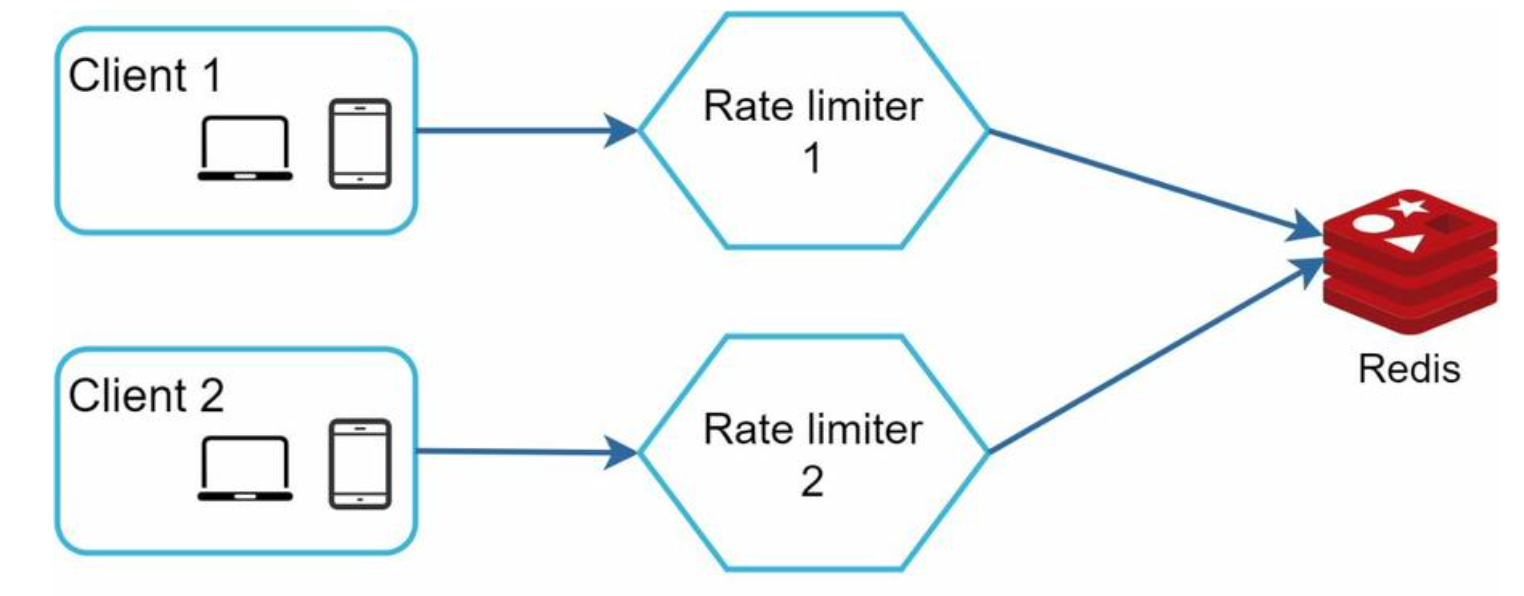 Client 1
Rate limiter
1
Client 2
Rate limiter
2
Redis